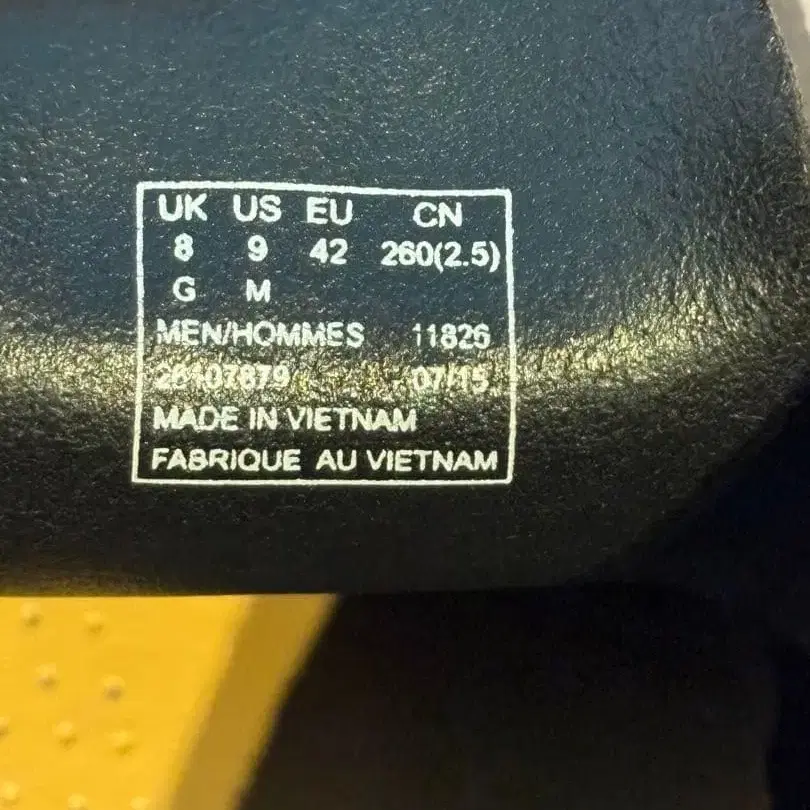 UK US EU CN
8 9 42 260(2.5)
G M
MEN/HOMMES 11826
26107879 07/15
MADE IN VIETNAM
FABRIQUE AU VIETNAM